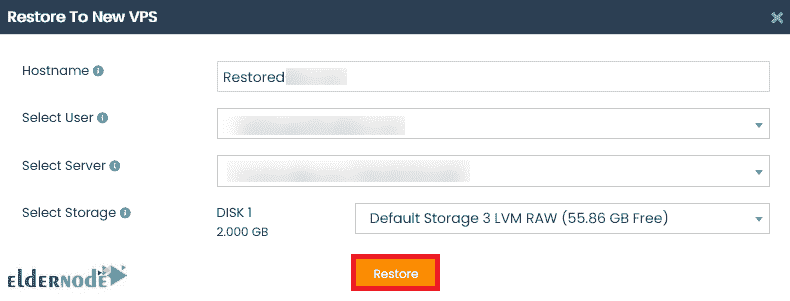 Restore To New VPS
Hostname
Restored
Select User
Select Server
Select Storage
DISK 1
2.000 GB
Default Storage 3 LVM RAW (55.86 GB Free)
elderNode
Restore